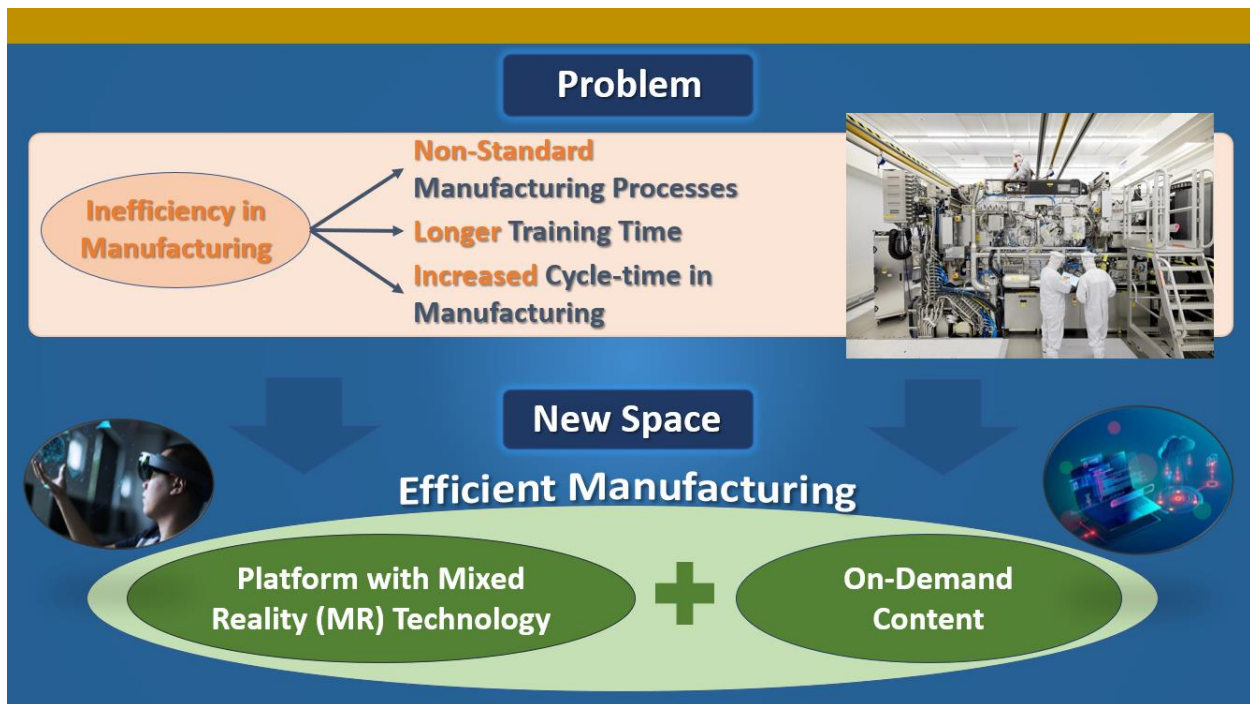 Problem
Inefficiency in
Manufacturing
Non-Standard
Manufacturing Processes
Longer Training Time
Increased Cycle-time in
Manufacturing
New Space
Efficient Manufacturing
Platform with Mixed
Reality (MR) Technology
On-Demand
Content